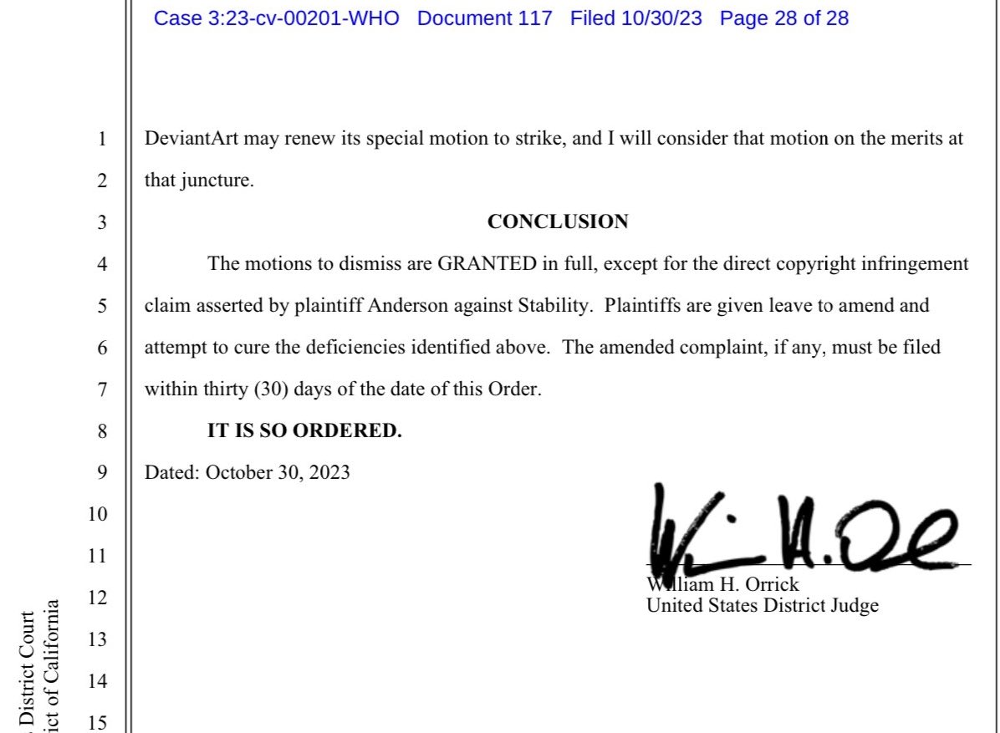 Case 3:23-cv-00201-WHO Document 117 Filed 10/30/23 Page 28 of 28
1 DeviantArt may renew its special motion to strike, and I will consider that motion on the merits at
2 that juncture.
3 CONCLUSION
4 The motions to dismiss are GRANTED in full, except for the direct copyright infringement
5 claim asserted by plaintiff Anderson against Stability. Plaintiffs are given leave to amend and
6 attempt to cure the deficiencies identified above. The amended complaint, if any, must be filed
7 within thirty (30) days of the date of this Order.
8 IT IS SO ORDERED.
9 Dated: October 30, 2023
10
11
William H. Orrick
12
United States District Judge
13
14
15
District Court
ict of California